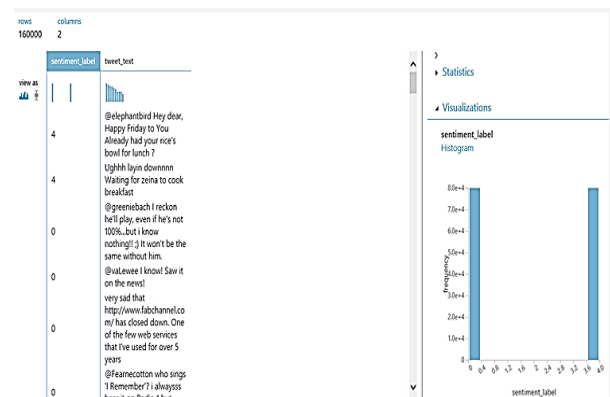 rows columns
160000 2
sentiment_label tweet_text
view as
4
@elephantbird Hey dear,
Happy Friday to You
Already had your rice's
bowl for lunch ?
4
Ughhh layin downnnn
Waiting for zeina to cook
breakfast
0
@greeniebach I reckon
he'll play, even if he's not
100%...but i know
nothing!! ;) It won't be the
same without him.
0
@vaLewee I know! Saw it
on the news!
0
very sad that
http://www.fabchannel.co
m/ has closed down. One
of the few web services
that I've used for over 5
years
0
@Fearnecotton who sings
'I Remember'? i alwaysss
Statistics
Visualizations
sentiment_label
Histogram
8.0e+4
7.0e+4
6.0e+4
5.0e+4
4.0e+4
3.0e+4
2.0e+4
1.0e+4
0
frequency
0 0.4 0.8 1.2 1.6 2 2.4 2.8 3.2 3.6 4.0
sentiment_label